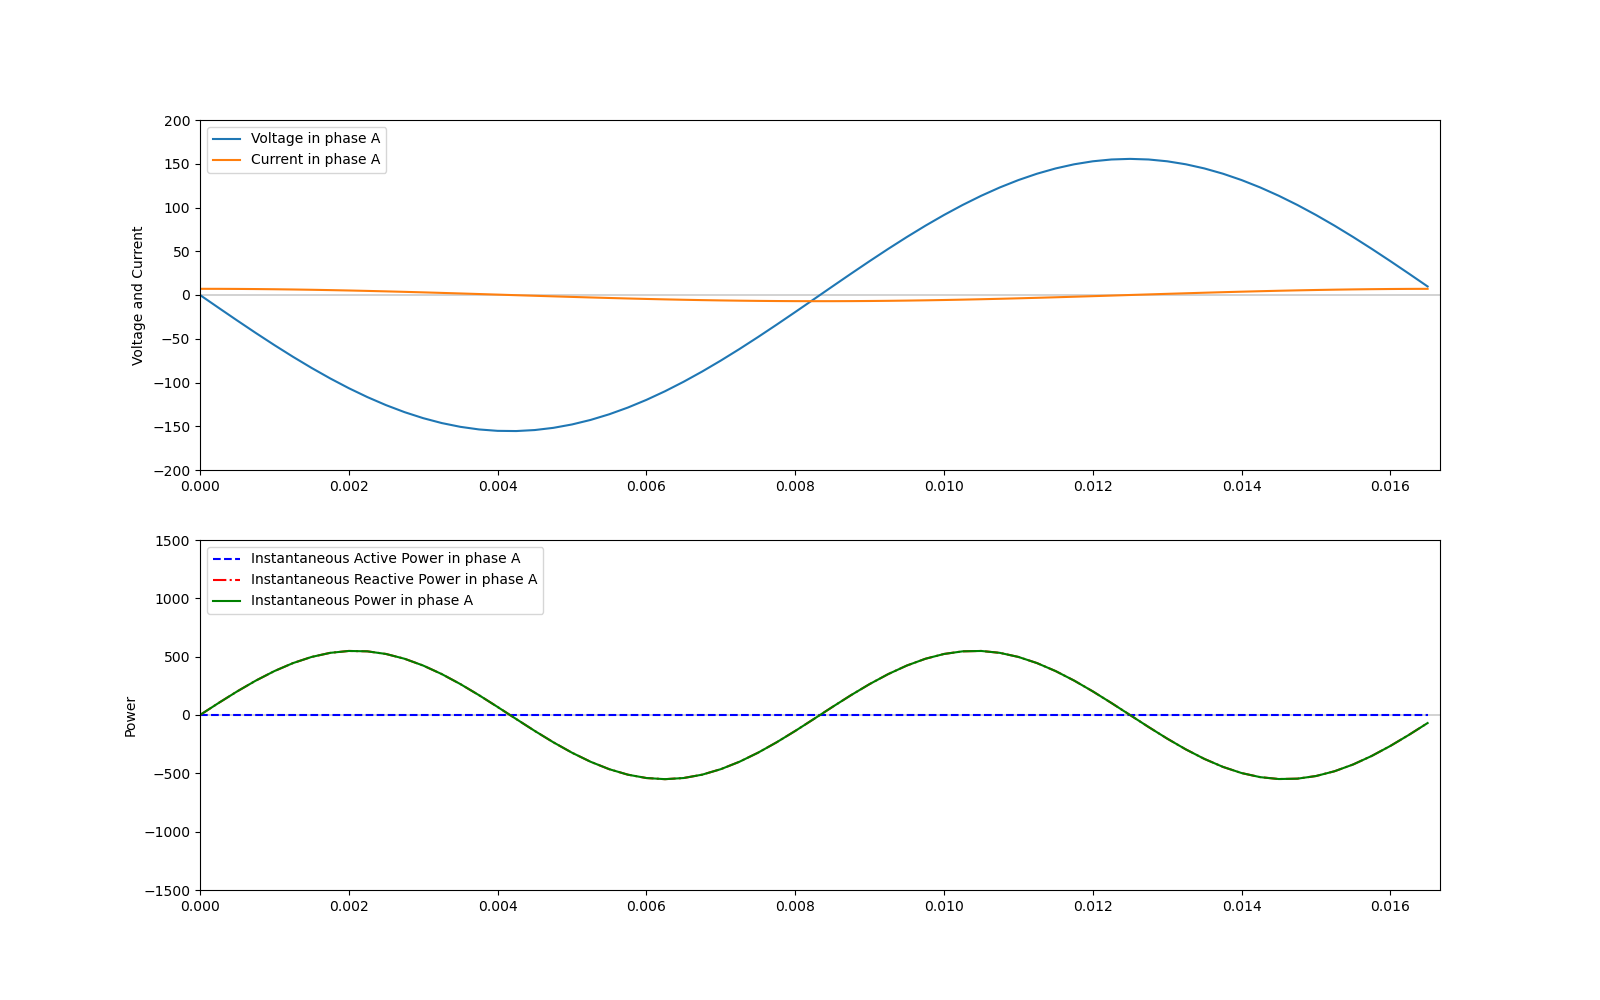 Voltage in phase A
Current in phase A
200
150
100
50
0
−50
−100
−150
−200
Voltage and Current
0.000 0.002 0.004 0.006 0.008 0.010 0.012 0.014 0.016
Instantaneous Active Power in phase A
Instantaneous Reactive Power in phase A
Instantaneous Power in phase A
1500
1000
500
0
−500
−1000
−1500
Power
0.000 0.002 0.004 0.006 0.008 0.010 0.012 0.014 0.016